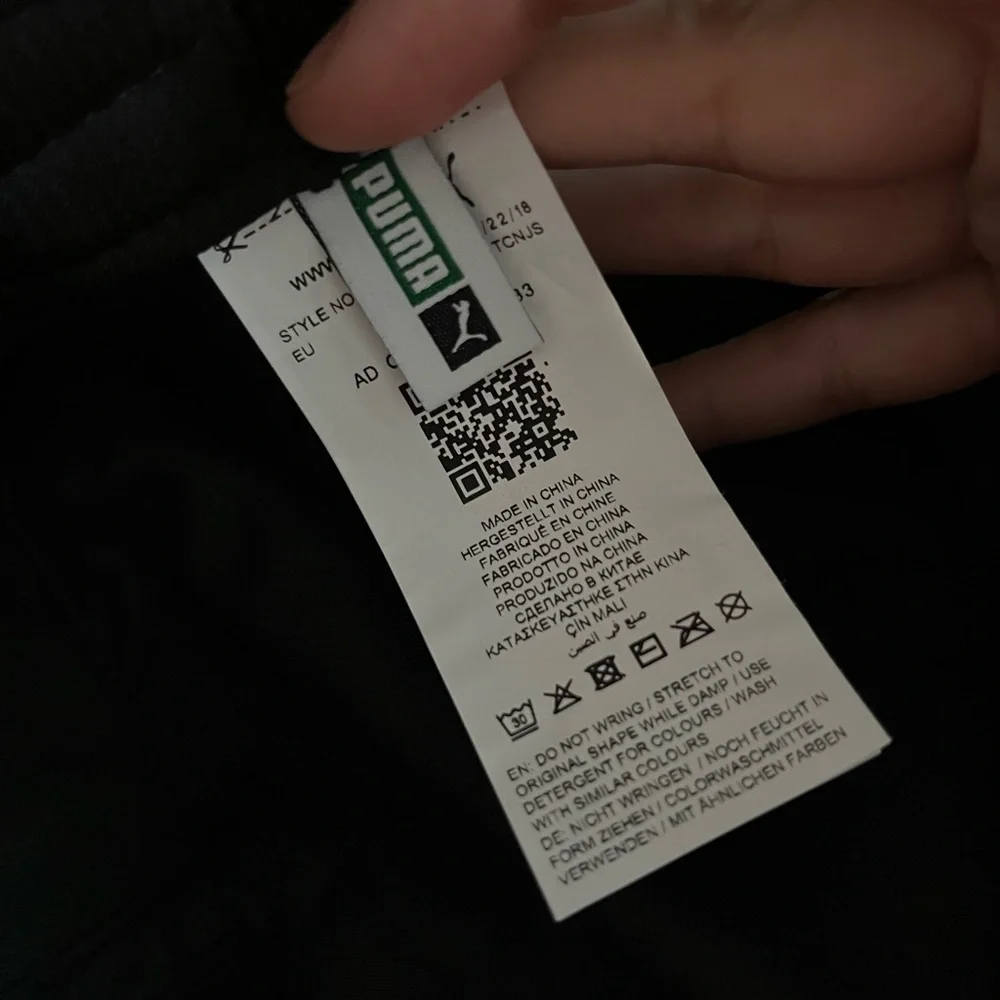 PUMA
/22/18
WWW
TCNJS
STYLE NO
33
EU
AD
MADE IN CHINA
HERGESTELLT IN CHINA
FABRIQUÉ EN CHINE
FABRICADO EN CHINA
PRODOTTO IN CHINA
PRODUZIDO NA CHINA
СДЕЛАНО В КИТАЕ
ΚΑΤΑΣΚΕΥΑΣΤΗΚΕ ΣΤΗΝ ΚΙΝΑ
ÇİN MALI
صنع في الصين
30
EN: DO NOT WRING / STRETCH TO
ORIGINAL SHAPE WHILE DAMP / USE
DETERGENT FOR COLOURS / WASH
WITH SIMILAR COLOURS
DE: NICHT WRINGEN / NOCH FEUCHT IN
FORM ZIEHEN / COLORWASCHMITTEL
VERWENDEN / MIT ÄHNLICHEN FARBEN